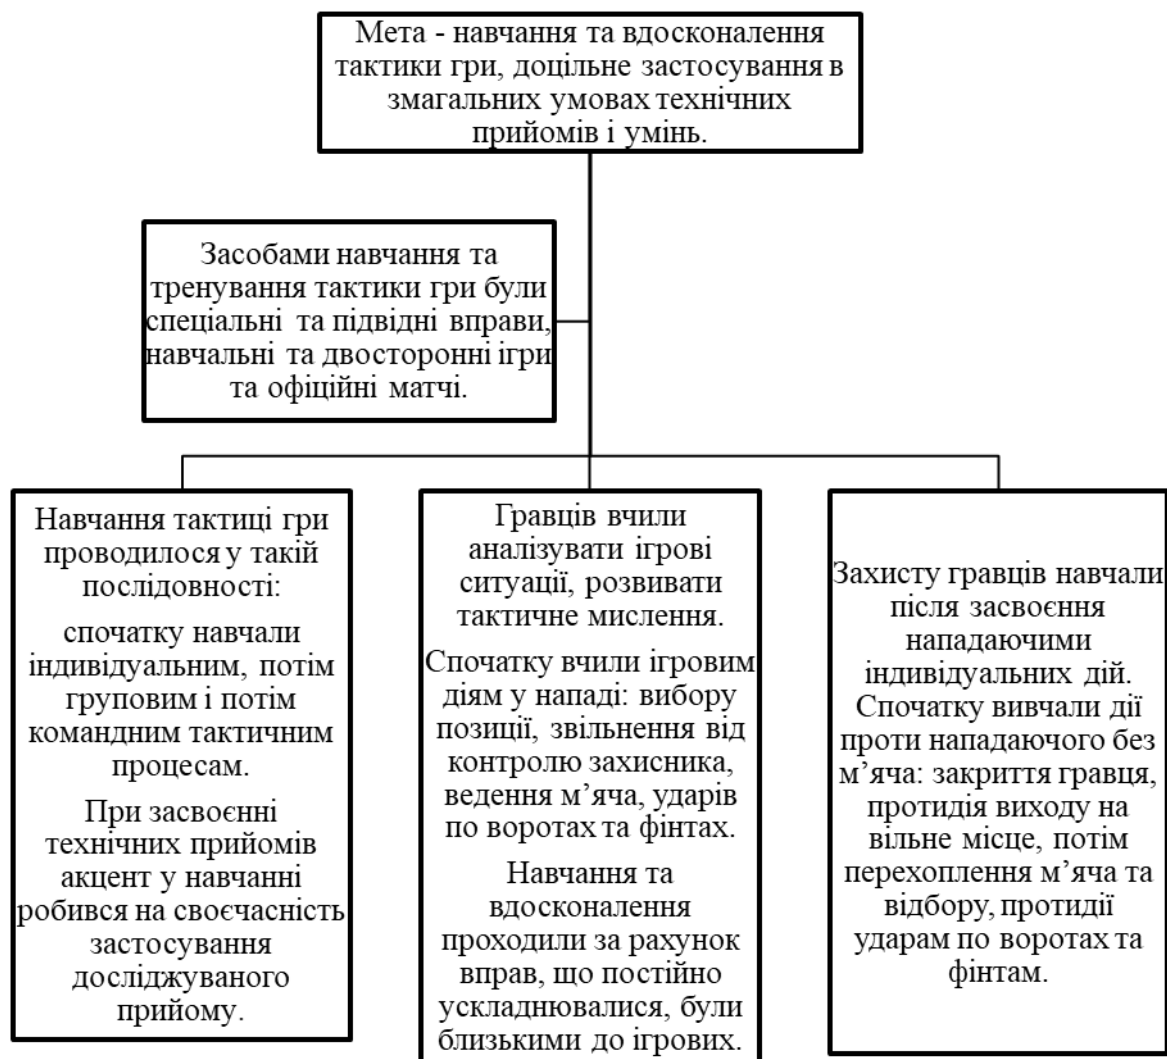 Мета - навчання та вдосконалення
тактики гри, доцільне застосування в
змагальних умовах технічних
прийомів і умінь.
Засобами навчання та
тренування тактики гри були
спеціальні та підвідні вправи,
навчальні та двосторонні ігри
та офіційні матчі.
Навчання тактиці гри
проводилося у такій
послідовності:
спочатку навчали
індивідуальним, потім
груповим і потім
командним тактичним
процесам.
При засвоєнні
технічних прийомів
акцент у навчанні
робився на своєчасність
застосування
досліджуваного
прийому.
Гравців вчили
аналізувати ігрові
ситуації, розвивати
тактичне мислення.
Спочатку вчили ігровим
діям у нападі: вибору
позиції, звільнення від
контролю захисника,
ведення м’яча, ударів
по воротах та фінтах.
Навчання та
вдосконалення
проходили за рахунок
вправ, що постійно
ускладнювалися, були
близькими до ігрових.
Захисту гравців навчали
після засвоєння
нападаючими
індивідуальних дій.
Спочатку вивчали дії
проти нападаючого без
м’яча: закриття гравця,
протидія виходу на
вільне місце, потім
перехоплення м’яча та
відбору, протидії
ударам по воротах та
фінтам.